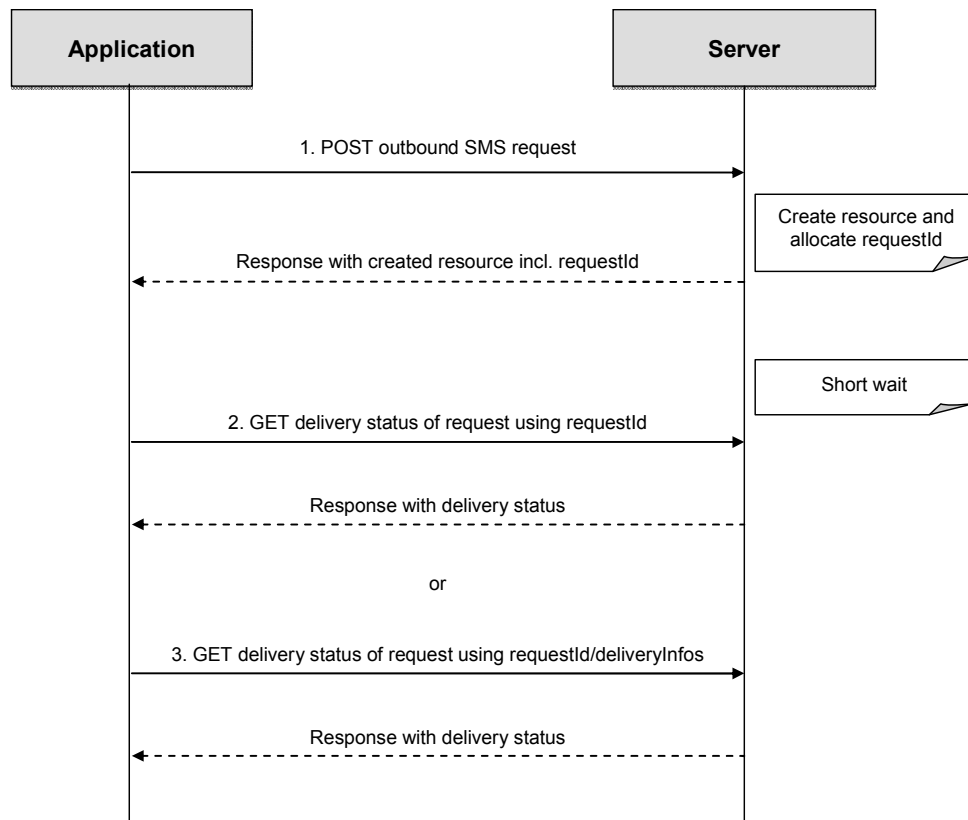 Application
Server
1. POST outbound SMS request
Create resource and
allocate requestId
Response with created resource incl. requestId
Short wait
2. GET delivery status of request using requestId
Response with delivery status
or
3. GET delivery status of request using requestId/deliveryInfos
Response with delivery status